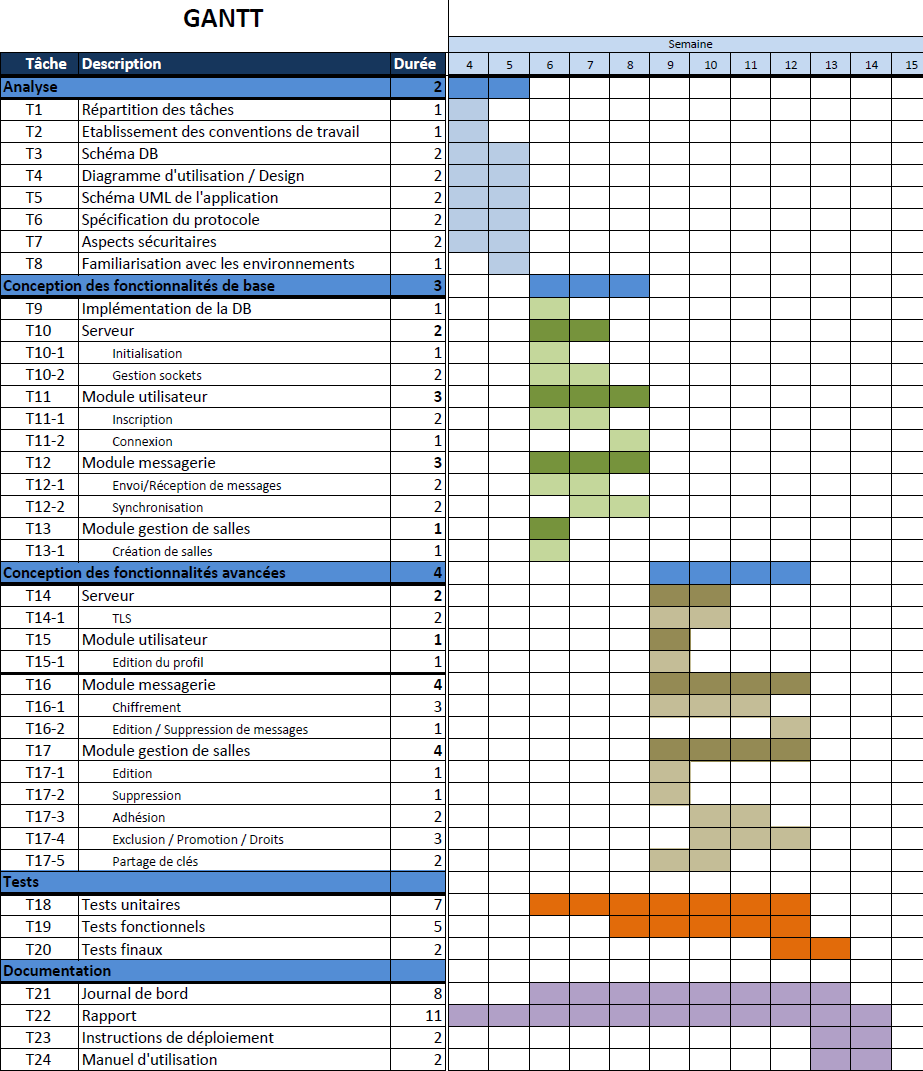 GANTT
Semaine
Tâche Description Durée 4 5 6 7 8 9 10 11 12 13 14 15
Analyse 2
T1 Répartition des tâches 1
T2 Etablissement des conventions de travail 1
T3 Schéma DB 2
T4 Diagramme d'utilisation / Design 2
T5 Schéma UML de l'application 2
T6 Spécification du protocole 2
T7 Aspects sécuritaires 2
T8 Familiarisation avec les environnements 1
Conception des fonctionnalités de base 3
T9 Implémentation de la DB 1
T10 Serveur 2
T10-1 Initialisation 1
T10-2 Gestion sockets 2
T11 Module utilisateur 3
T11-1 Inscription 2
T11-2 Connexion 1
T12 Module messagerie 3
T12-1 Envoi/Réception de messages 2
T12-2 Synchronisation 2
T13 Module gestion de salles 1
T13-1 Création de salles 1
Conception des fonctionnalités avancées 4
T14 Serveur 2
T14-1 TLS 2
T15 Module utilisateur 1
T15-1 Edition du profil 1
T16 Module messagerie 4
T16-1 Chiffrement 3
T16-2 Edition / Suppression de messages 1
T17 Module gestion de salles 4
T17-1 Edition 1
T17-2 Suppression 1
T17-3 Adhésion 2
T17-4 Exclusion / Promotion / Droits 3
T17-5 Partage de clés 2
Tests
T18 Tests unitaires 7
T19 Tests fonctionnels 5
T20 Tests finaux 2
Documentation
T21 Journal de bord 8
T22 Rapport 11
T23 Instructions de déploiement 2
T24 Manuel d'utilisation 2